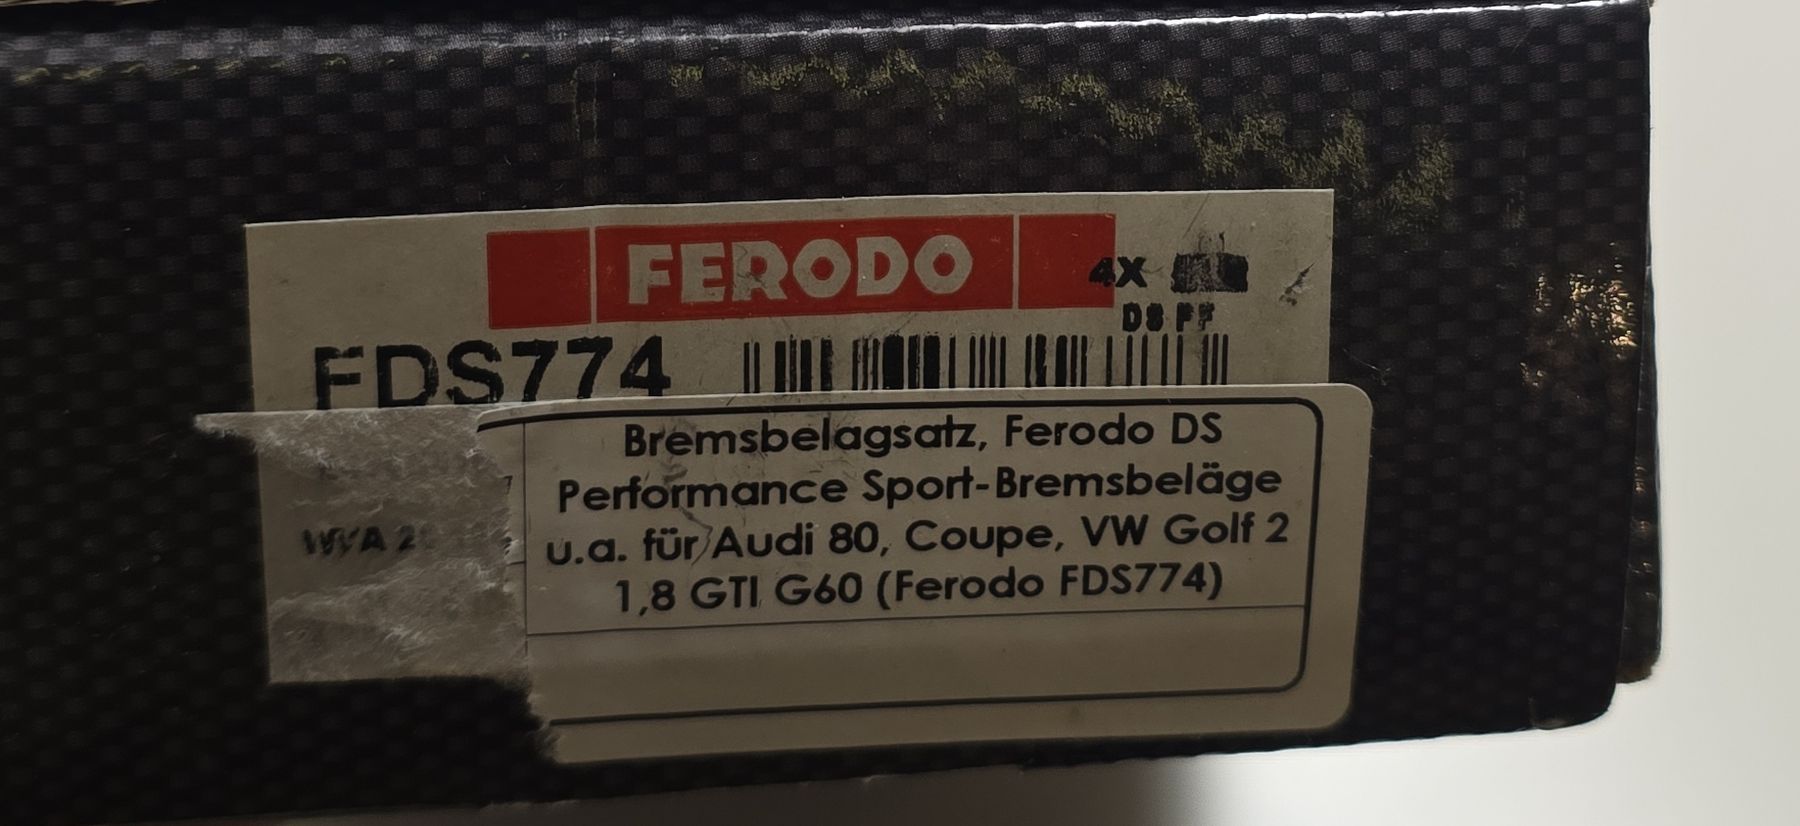 FERODO
4X
DS FF
FDS774
Bremsbelagsatz, Ferodo DS
Performance Sport-Bremsbeläge
u.a. für Audi 80, Coupe, VW Golf 2
1,8 GTI G60 (Ferodo FDS774)
WVA